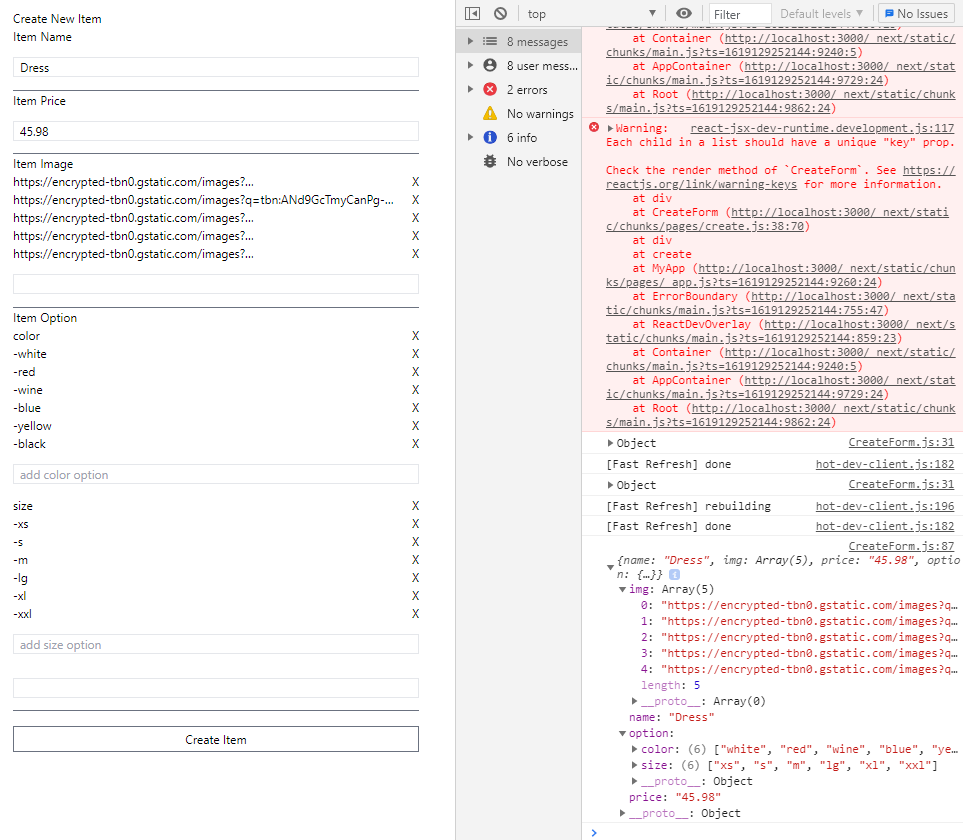 Create New Item
Item Name
Dress
Item Price
45.98
Item Image
https://encrypted-tbn0.gstatic.com/images?... X
https://encrypted-tbn0.gstatic.com/images?q=tbn:ANd9GcTmyCanPg-... X
https://encrypted-tbn0.gstatic.com/images?... X
https://encrypted-tbn0.gstatic.com/images?... X
https://encrypted-tbn0.gstatic.com/images?... X
Item Option
color X
-white X
-red X
-wine X
-blue X
-yellow X
-black X
add color option
size X
-xs X
-s X
-m X
-lg X
-xl X
-xxl X
add size option
Create Item
top
Filter
Default levels
No Issues
8 messages
8 user mess...
2 errors
No warnings
6 info
No verbose
at Container (http://localhost:3000/_next/static/
chunks/main.js?ts=1619129252144:9240:5)
at AppContainer (http://localhost:3000/_next/stat
ic/chunks/main.js?ts=1619129252144:9729:24)
at Root (http://localhost:3000/_next/static/chunk
s/main.js?ts=1619129252144:9862:24)
Warning: react-jsx-dev-runtime.development.js:117
Each child in a list should have a unique "key" prop.
Check the render method of `CreateForm`. See https://
reactjs.org/link/warning-keys for more information.
at div
at CreateForm (http://localhost:3000/_next/stati
c/chunks/pages/create.js:38:70)
at div
at create
at MyApp (http://localhost:3000/_next/static/chun
ks/pages/_app.js?ts=1619129252144:9260:24)
at ErrorBoundary (http://localhost:3000/_next/sta
tic/chunks/main.js?ts=1619129252144:755:47)
at ReactDevOverlay (http://localhost:3000/_next/s
tatic/chunks/main.js?ts=1619129252144:859:23)
at Container (http://localhost:3000/_next/static/
chunks/main.js?ts=1619129252144:9240:5)
at AppContainer (http://localhost:3000/_next/stat
ic/chunks/main.js?ts=1619129252144:9729:24)
at Root (http://localhost:3000/_next/static/chunk
s/main.js?ts=1619129252144:9862:24)
Object CreateForm.js:31
[Fast Refresh] done hot-dev-client.js:182
Object CreateForm.js:31
[Fast Refresh] rebuilding hot-dev-client.js:196
[Fast Refresh] done hot-dev-client.js:182
CreateForm.js:87
{name: "Dress", img: Array(5), price: "45.98", optio
n: {…}} i
img: Array(5)
0: "https://encrypted-tbn0.gstatic.com/images?q…
1: "https://encrypted-tbn0.gstatic.com/images?q…
2: "https://encrypted-tbn0.gstatic.com/images?q…
3: "https://encrypted-tbn0.gstatic.com/images?q…
4: "https://encrypted-tbn0.gstatic.com/images?q…
length: 5
__proto__: Array(0)
name: "Dress"
option:
color: (6) ["white", "red", "wine", "blue", "ye…
size: (6) ["xs", "s", "m", "lg", "xl", "xxl"]
__proto__: Object
price: "45.98"
__proto__: Object